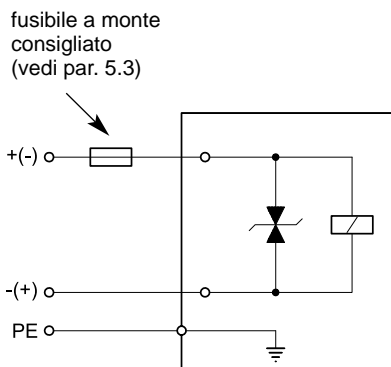 fusibile a monte
consigliato
(vedi par. 5.3)
+(-)
-(+)
PE